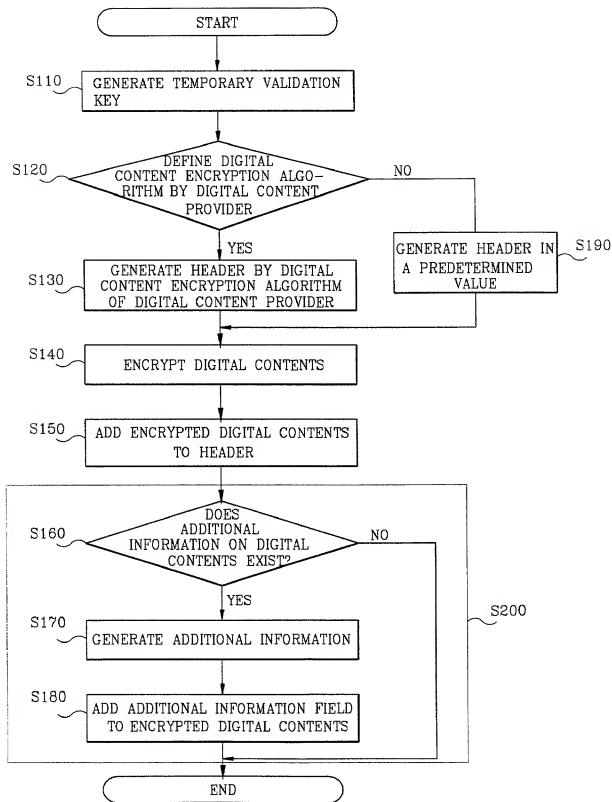 START
S110
GENERATE TEMPORARY VALIDATION
KEY
S120
DEFINE DIGITAL
CONTENT ENCRYPTION ALGO-
RITHM BY DIGITAL CONTENT
PROVIDER
NO
YES
S190
GENERATE HEADER IN
A PREDETERMINED
VALUE
S130
GENERATE HEADER BY DIGITAL
CONTENT ENCRYPTION ALGORITHM
OF DIGITAL CONTENT PROVIDER
S140
ENCRYPT DIGITAL CONTENTS
S150
ADD ENCRYPTED DIGITAL CONTENTS
TO HEADER
S160
DOES
ADDITIONAL
INFORMATION ON DIGITAL
CONTENTS EXIST?
NO
YES
S200
S170
GENERATE ADDITIONAL INFORMATION
S180
ADD ADDITIONAL INFORMATION FIELD
TO ENCRYPTED DIGITAL CONTENTS
END